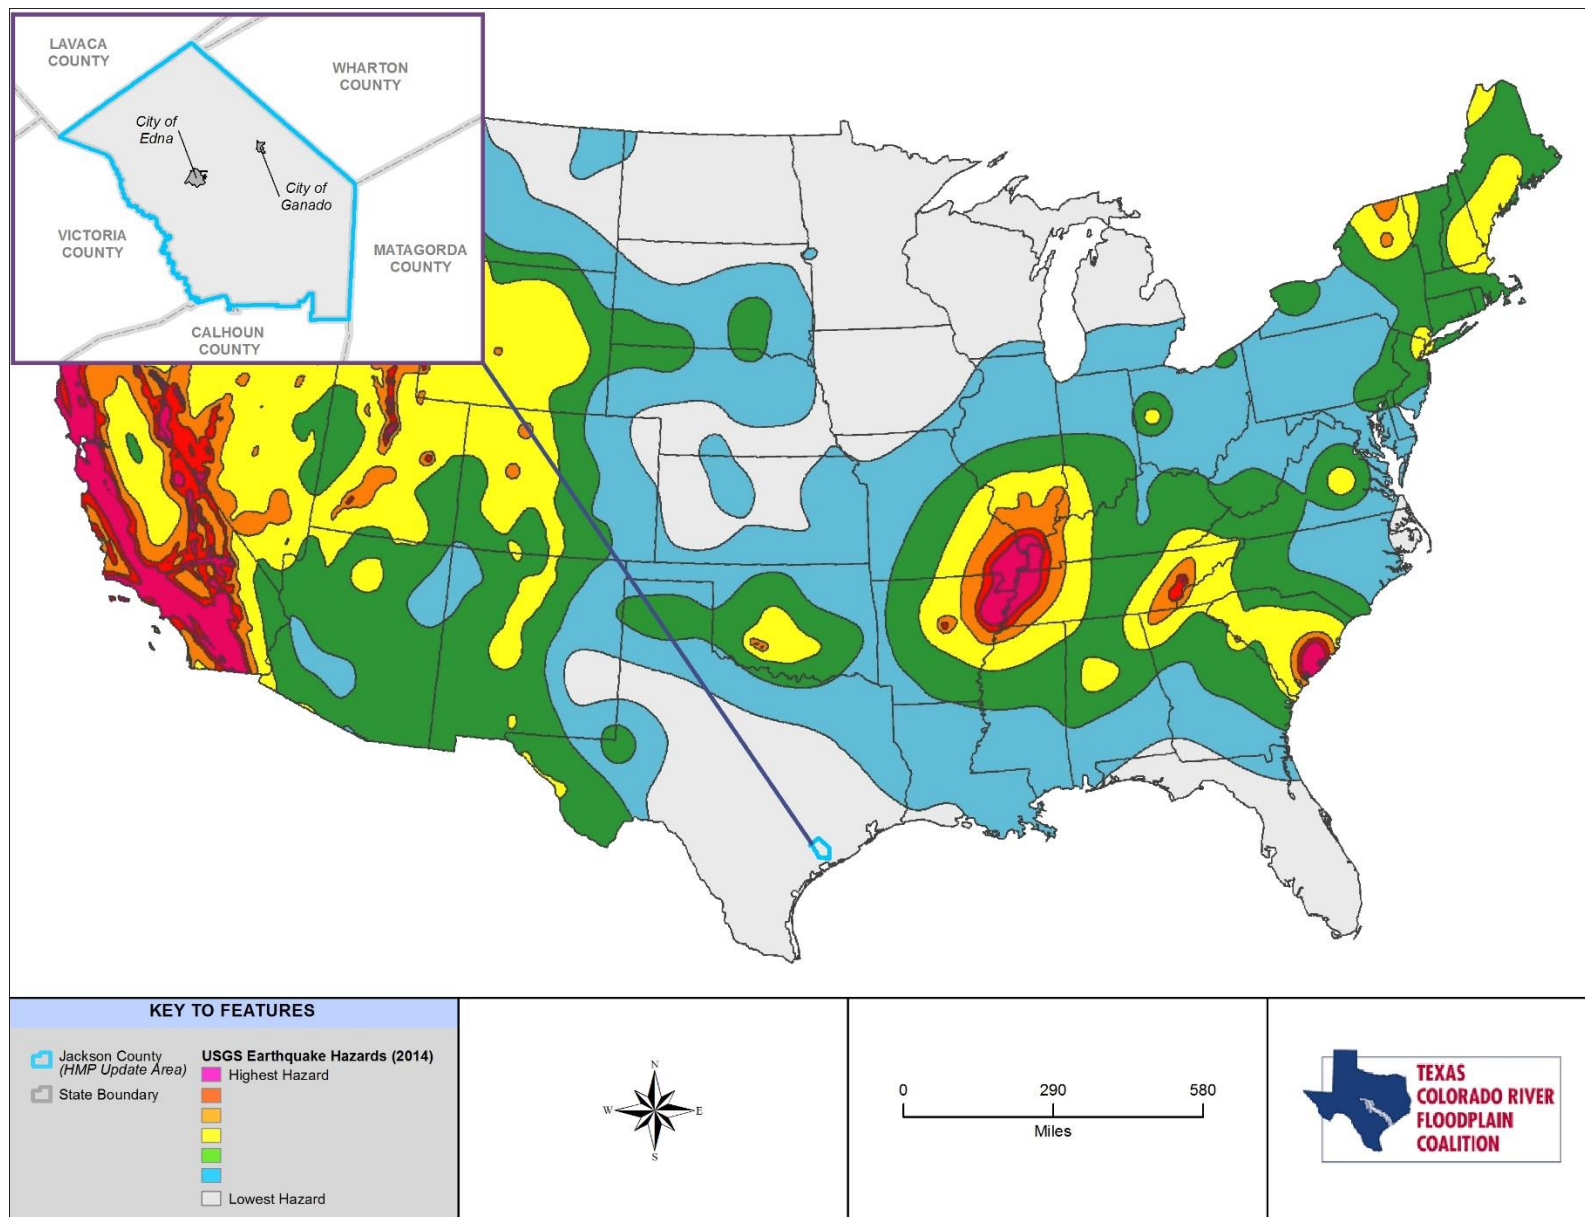 LAVACA
COUNTY
WHARTON
COUNTY
City of
Edna
City of
Ganado
VICTORIA
COUNTY
MATAGORDA
COUNTY
CALHOUN
COUNTY
KEY TO FEATURES
Jackson County
(HMP Update Area)
State Boundary
USGS Earthquake Hazards (2014)
Highest Hazard
Lowest Hazard
N
W
E
S
0 290 580
Miles
TEXAS
COLORADO RIVER
FLOODPLAIN
COALITION